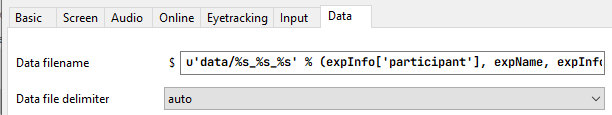 Basic Screen Audio Online Eyetracking Input Data
Data filename $ u'data/%s_%s_%s' % (expInfo['participant'], expName, expInfo
Data file delimiter auto